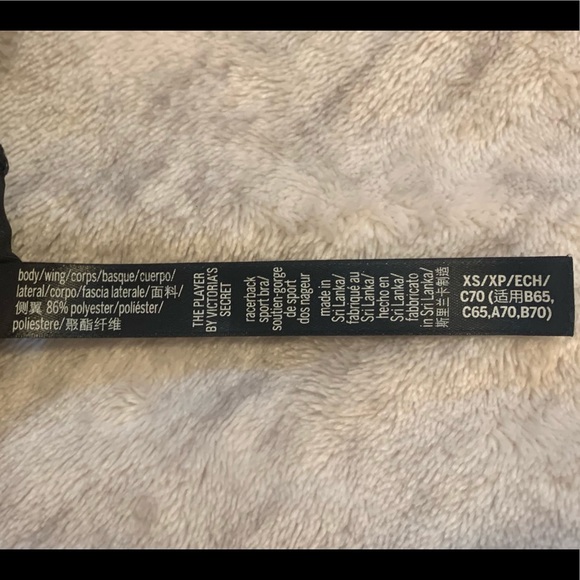 body/wing/corps/basque/cuerpo/
lateral/corpo/fascia laterale/面料/
侧翼 86% polyester/poliéster/
poliestere/聚酯纤维
THE PLAYER
BY VICTORIA'S
SECRET
racerback
sport bra/
soutien-gorge
de sport
dos nageur
made in
Sri Lanka/
fabriqué au
Sri Lanka/
hecho en
Sri Lanka/
fabbricato
in Sri Lanka/
斯里兰卡制造
XS/XP/ECH/
C70 (适用B65,
C65,A70,B70)